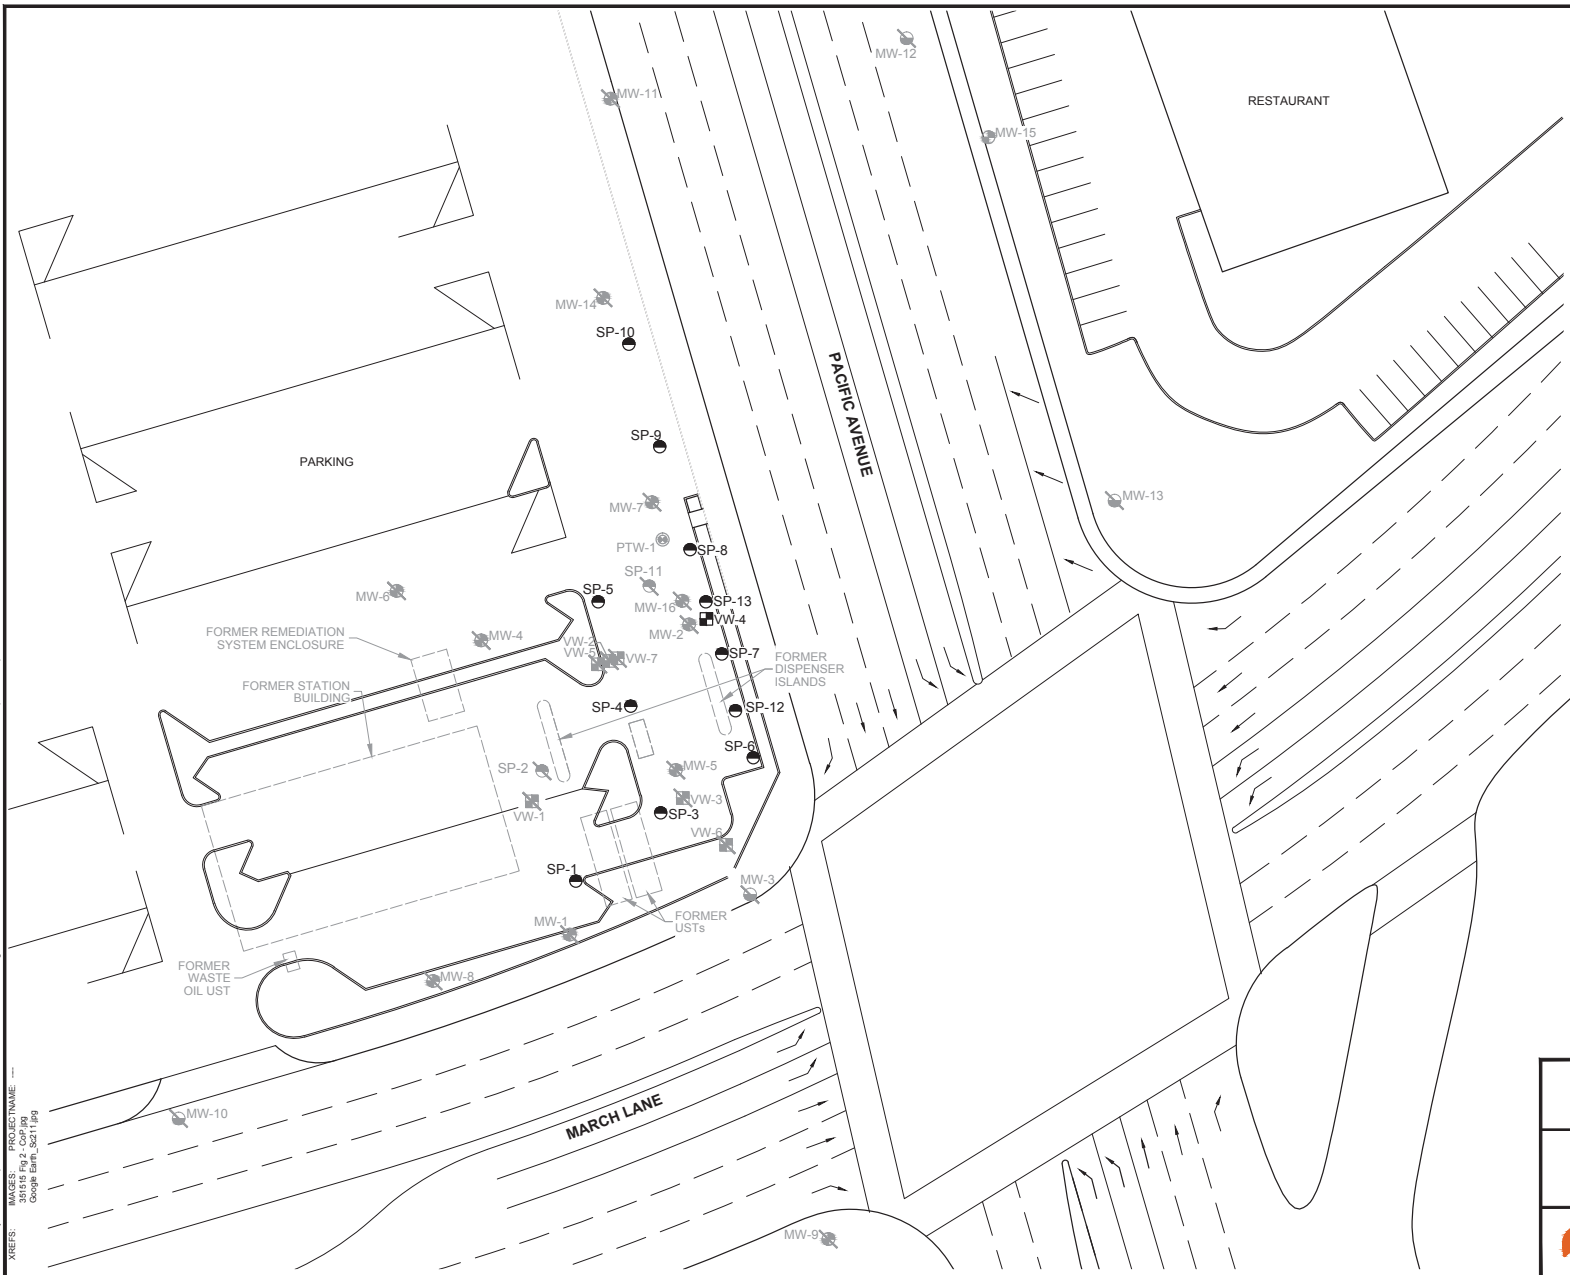 MW-12
MW-11
RESTAURANT
MW-15
MW-14
SP-10
PACIFIC AVENUE
SP-9
PARKING
MW-13
MW-7
PTW-1
SP-8
SP-11
SP-5
MW-6
MW-16
SP-13
VW-4
MW-2
FORMER REMEDIATION
SYSTEM ENCLOSURE
MW-4
VW-2
VW-5
VW-7
SP-7
FORMER
DISPENSER
ISLANDS
FORMER STATION
BUILDING
SP-4
SP-12
SP-6
SP-2
MW-5
VW-1
VW-3
SP-3
VW-6
SP-1
MW-3
MW-1
FORMER
USTs
FORMER
WASTE
OIL UST
MW-8
MW-10
MARCH LANE
MW-9
XREFS:
IMAGES:
PROJECTNAME: ----
351515 Fig 2 - CoP.jpg
Google Earth_Sc211.jpg